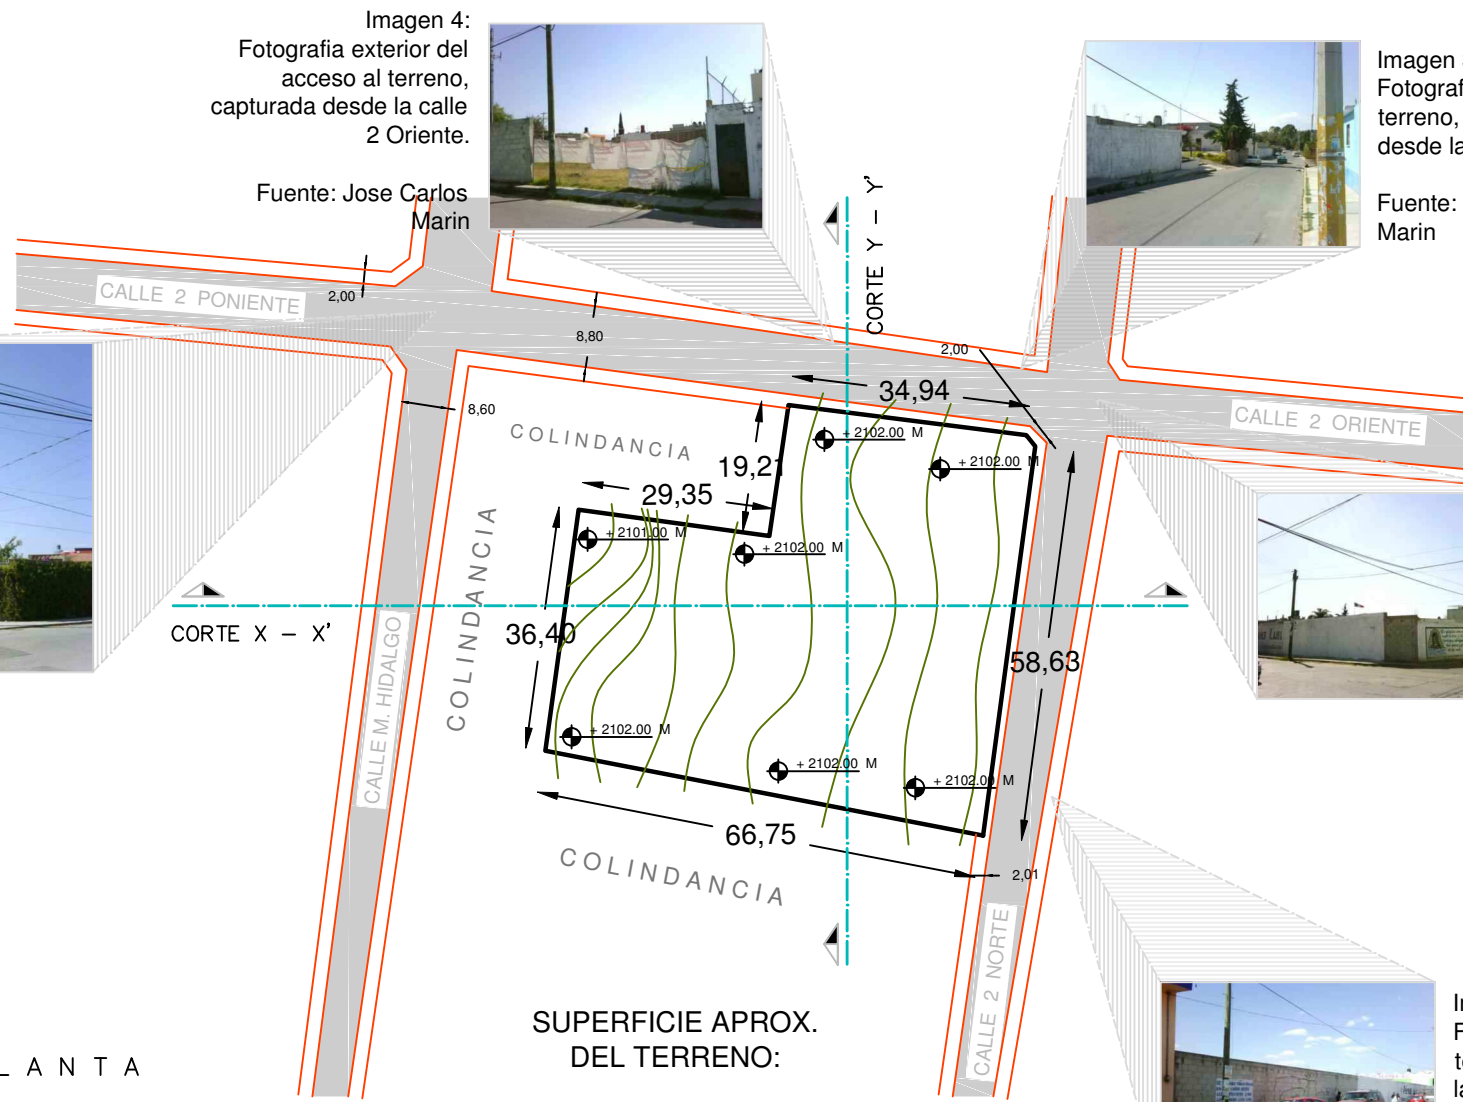 Imagen 4:
Fotografia exterior del
acceso al terreno,
capturada desde la calle
2 Oriente.
Fuente: Jose Carlos
Marin
Imagen
Fotograf
terreno,
desde la
Fuente:
Marin
CORTE Y – Y'
CALLE 2 PONIENTE
2,00
8,80
2,00
34,94
8,60
CALLE 2 ORIENTE
COLINDANCIA
19,21
29,35
+ 2102.00 M
+ 2102.00 M
+ 2101.00 M
+ 2102.00 M
COLINDANCIA
CORTE X – X'
36,40
58,63
CALLE M. HIDALGO
+ 2102.00 M
+ 2102.00 M
+ 2102.00 M
66,75
COLINDANCIA
2,01
CALLE 2 NORTE
SUPERFICIE APROX.
DEL TERRENO:
L A N T A
I
F
t
la